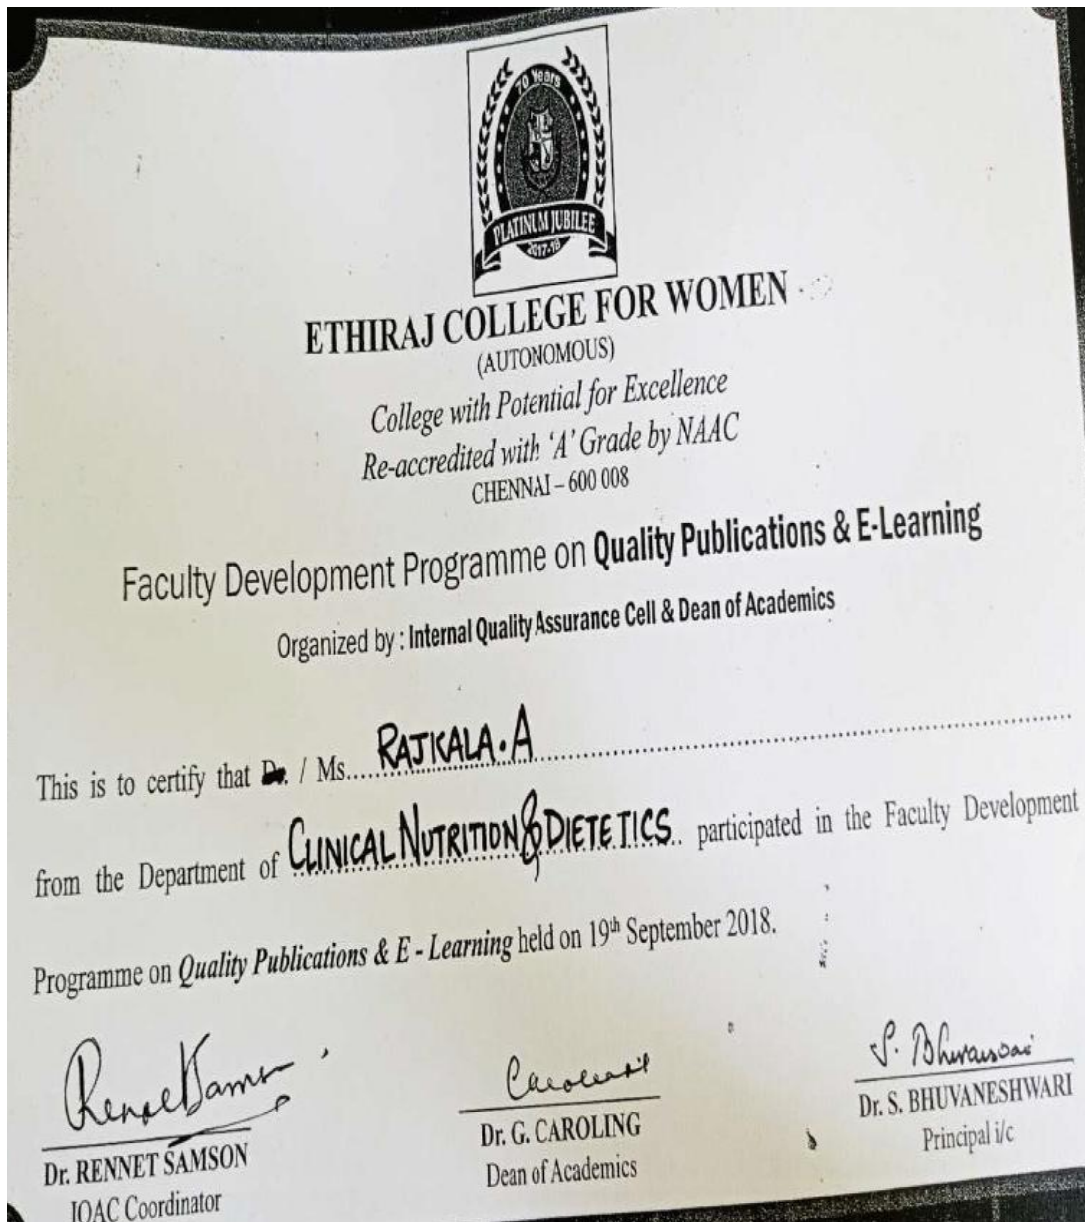 70 Years
PLATINUM JUBILEE
2017-18
ETHIRAJ COLLEGE FOR WOMEN
(AUTONOMOUS)
College with Potential for Excellence
Re-accredited with ‘A’ Grade by NAAC
CHENNAI – 600 008
Faculty Development Programme on Quality Publications & E-Learning
Organized by : Internal Quality Assurance Cell & Dean of Academics
This is to certify that Dr. / Ms. RAJKALA.A
from the Department of CLINICAL NUTRITION & DIETETICS participated in the Faculty Development
Programme on Quality Publications & E - Learning held on 19th September 2018.
Rennet Samson
Caroling
S. Bhuvaneswari
Dr. RENNET SAMSON
IQAC Coordinator
Dr. G. CAROLING
Dean of Academics
Dr. S. BHUVANESHWARI
Principal i/c